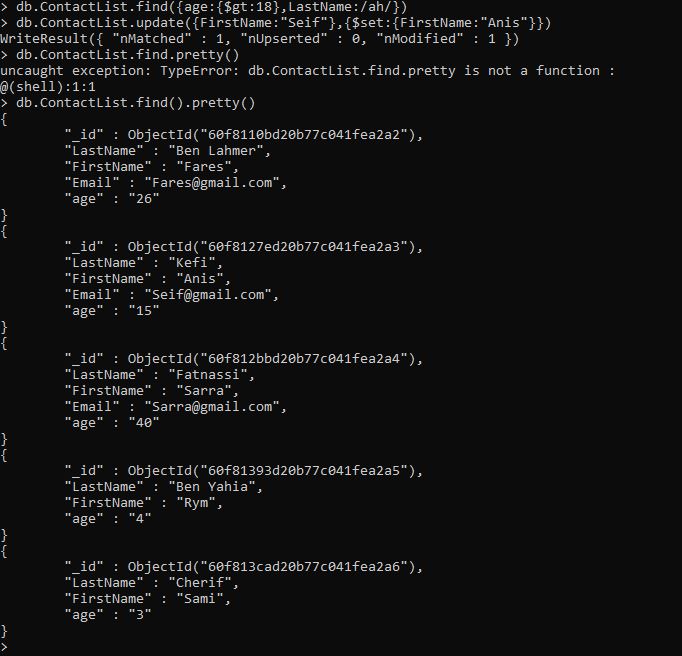 > db.ContactList.find({age:{$gt:18},LastName:/ah/})
> db.ContactList.update({FirstName:"Seif"},{$set:{FirstName:"Anis"}})
WriteResult({ "nMatched" : 1, "nUpserted" : 0, "nModified" : 1 })
> db.ContactList.find.pretty()
uncaught exception: TypeError: db.ContactList.find.pretty is not a function :
@(shell):1:1
> db.ContactList.find().pretty()
{
        "_id" : ObjectId("60f8110bd20b77c041fea2a2"),
        "LastName" : "Ben Lahmer",
        "FirstName" : "Fares",
        "Email" : "Fares@gmail.com",
        "age" : "26"
}
{
        "_id" : ObjectId("60f8127ed20b77c041fea2a3"),
        "LastName" : "Kefi",
        "FirstName" : "Anis",
        "Email" : "Seif@gmail.com",
        "age" : "15"
}
{
        "_id" : ObjectId("60f812bbd20b77c041fea2a4"),
        "LastName" : "Fatnassi",
        "FirstName" : "Sarra",
        "Email" : "Sarra@gmail.com",
        "age" : "40"
}
{
        "_id" : ObjectId("60f81393d20b77c041fea2a5"),
        "LastName" : "Ben Yahia",
        "FirstName" : "Rym",
        "age" : "4"
}
{
        "_id" : ObjectId("60f813cad20b77c041fea2a6"),
        "LastName" : "Cherif",
        "FirstName" : "Sami",
        "age" : "3"
}
>